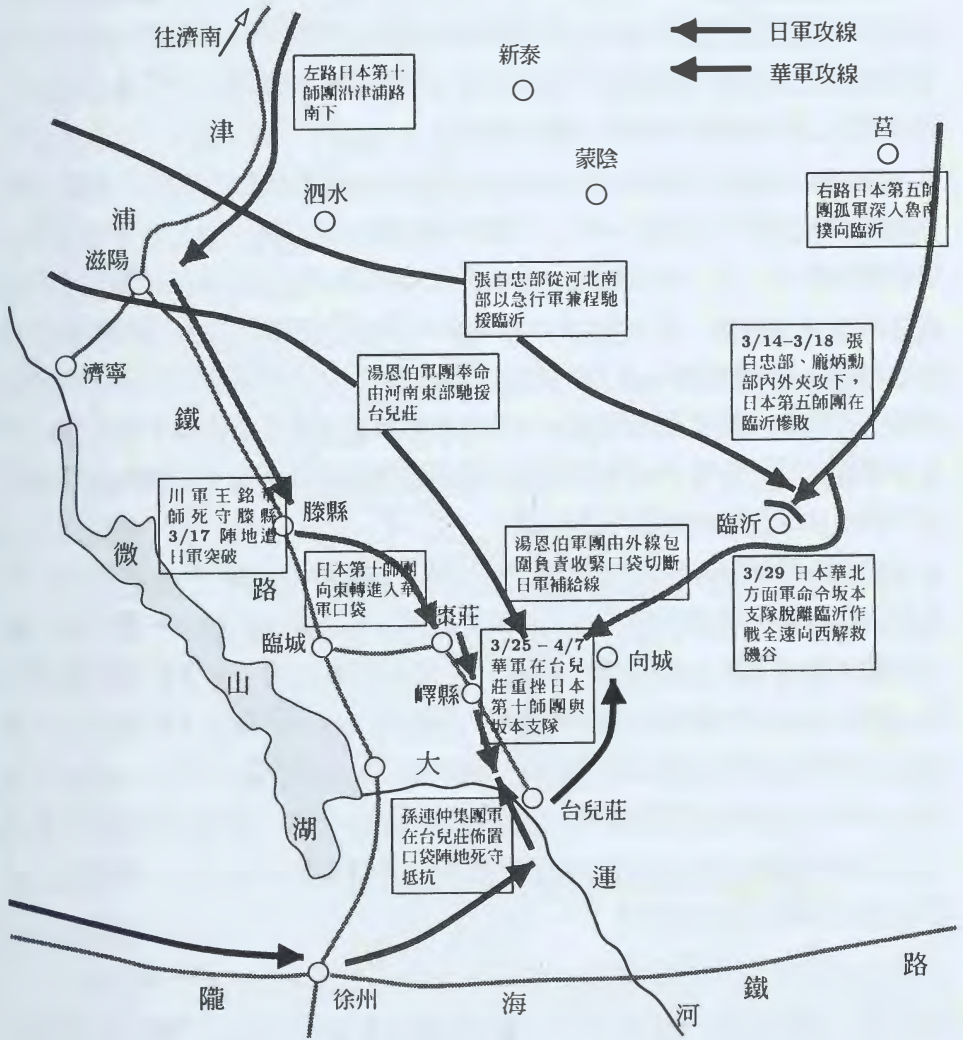 往濟南
日軍攻線
華軍攻線
新泰
左路日本第十
師團沿津浦路
南下
津
莒
蒙陰
泗水
右路日本第五師
團孤軍深入魯南
撲向臨沂
浦
滋陽
張自忠部從河北南
部以急行軍兼程馳
援臨沂
3/14–3/18 張
自忠部、龐炳勳
部內外夾攻下，
日本第五師團在
臨沂慘敗
濟寧
湯恩伯軍團奉命
由河南東部馳援
台兒莊
鐵
川軍王銘章
師死守滕縣
3/17 陣地遭
日軍突破
滕縣
臨沂
微
湯恩伯軍團由外線包
圍負責收緊口袋切斷
日軍補給線
日本第十師團
向東轉進入華
軍口袋
路
3/29 日本華北
方面軍命令坂本
支隊脫離臨沂作
戰全速向西解救
磯谷
棗莊
臨城
3/25 – 4/7
華軍在台兒
莊重挫日本
第十師團與
坂本支隊
向城
山
嶧縣
大
台兒莊
湖
孫連仲集團軍
在台兒莊佈置
口袋陣地死守
抵抗
運
路
鐵
隴
徐州
海
河